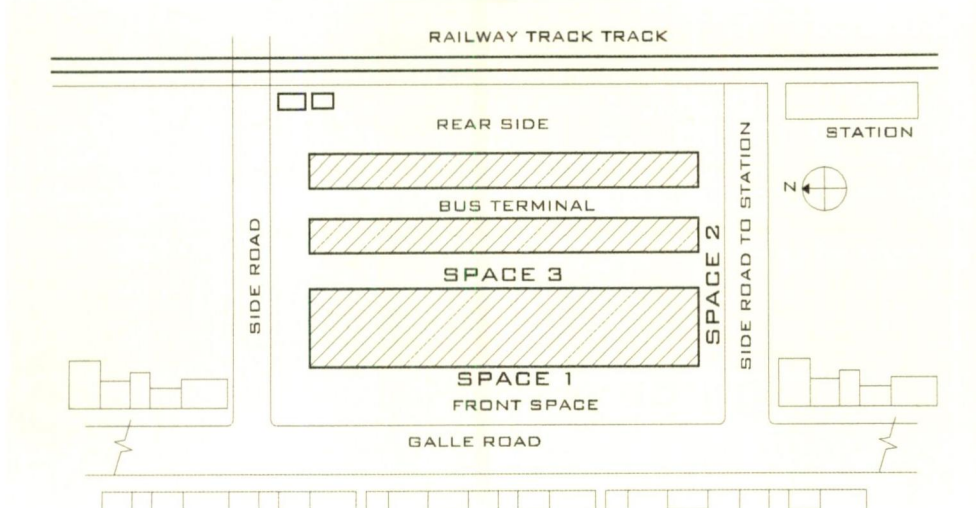 RAILWAY TRACK TRACK
REAR SIDE
STATION
N
BUS TERMINAL
SIDE ROAD
SPACE 3
SPACE 2
SIDE ROAD TO STATION
SPACE 1
FRONT SPACE
GALLE ROAD